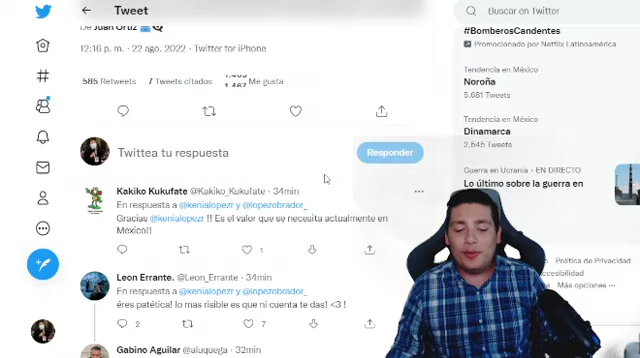 Tweet
De Juan Ortiz
12:16 p. m. · 22 ago. 2022 · Twitter for iPhone
585 Retweets 7 Tweets citados 1.467 Me gusta
Twittea tu respuesta
Responder
Kakiko Kukufate @Kakiko_Kukufate · 34min
En respuesta a @kenialopezr y @lopezobrador_
Gracias @kenialopezr !! Es el valor que se necesita actualmente en
Mexico!!
1
Leon Errante. @Leon_Errante · 34min
En respuesta a @kenialopezr y @lopezobrador_
éres patética! lo mas risible es que ni cuenta te das! <3 !
2 7
Gabino Aguilar @aluquega · 32min
Buscar en Twitter
#BomberosCandentes
Promocionado por Netflix Latinoamérica
Tendencia en México
Noroña
5.681 Tweets
Tendencia en México
Dinamarca
2.545 Tweets
Guerra en Ucrania · EN DIRECTO
Lo último sobre la guerra en
Política de Privacidad
ccesibilidad
Más opciones